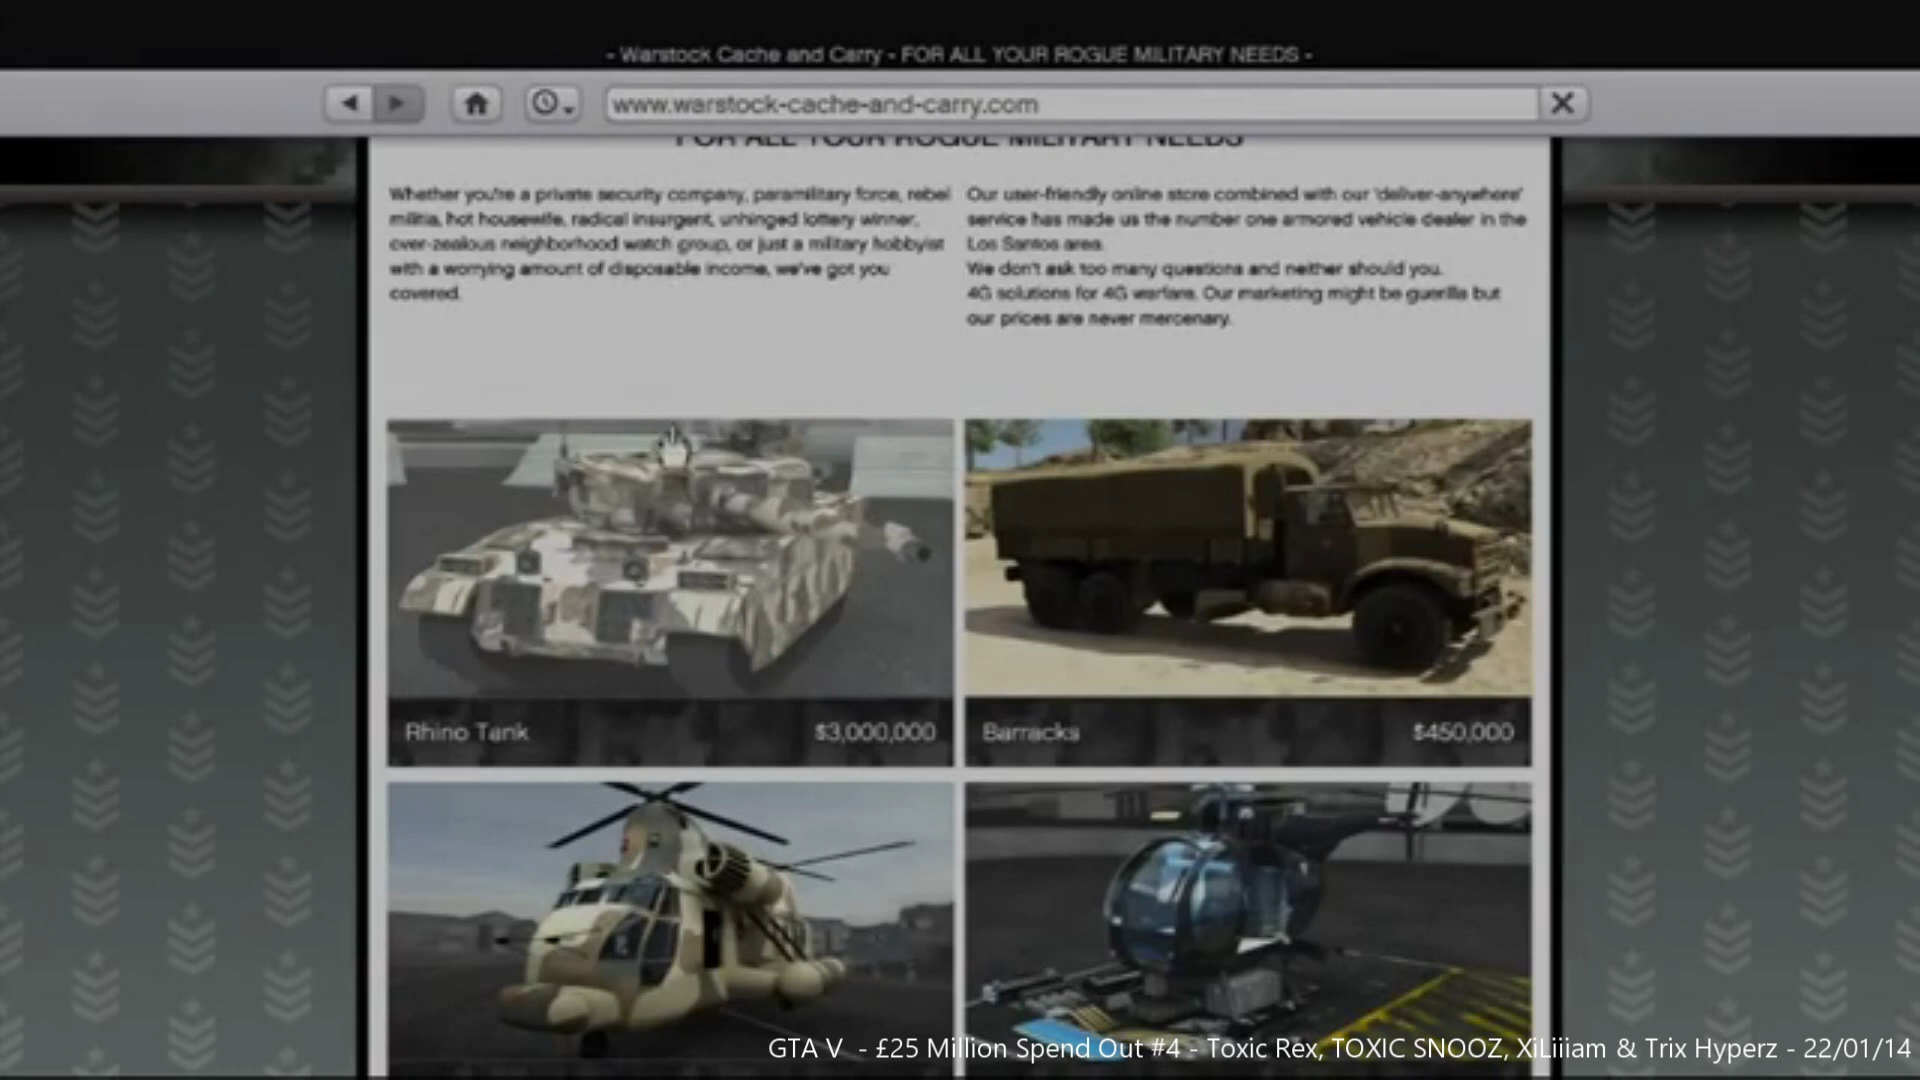 - Warstock Cache and Carry - FOR ALL YOUR ROGUE MILITARY NEEDS -
www.warstock-cache-and-carry.com
FOR ALL YOUR ROGUE MILITARY NEEDS
Whether you're a private security company, paramilitary force, rebel
militia, hot housewife, radical insurgent, unhinged lottery winner,
over-zealous neighborhood watch group, or just a military hobbyist
with a worrying amount of disposable income, we've got you
covered.
Our user-friendly online store combined with our 'deliver-anywhere'
service has made us the number one armored vehicle dealer in the
Los Santos area.
We don't ask too many questions and neither should you.
4G solutions for 4G warfare. Our marketing might be guerilla but
our prices are never mercenary.
Rhino Tank $3,000,000
Barracks $450,000
GTA V - £25 Million Spend Out #4 - Toxic Rex, TOXIC SNOOZ, XiLiiiam & Trix Hyperz - 22/01/14